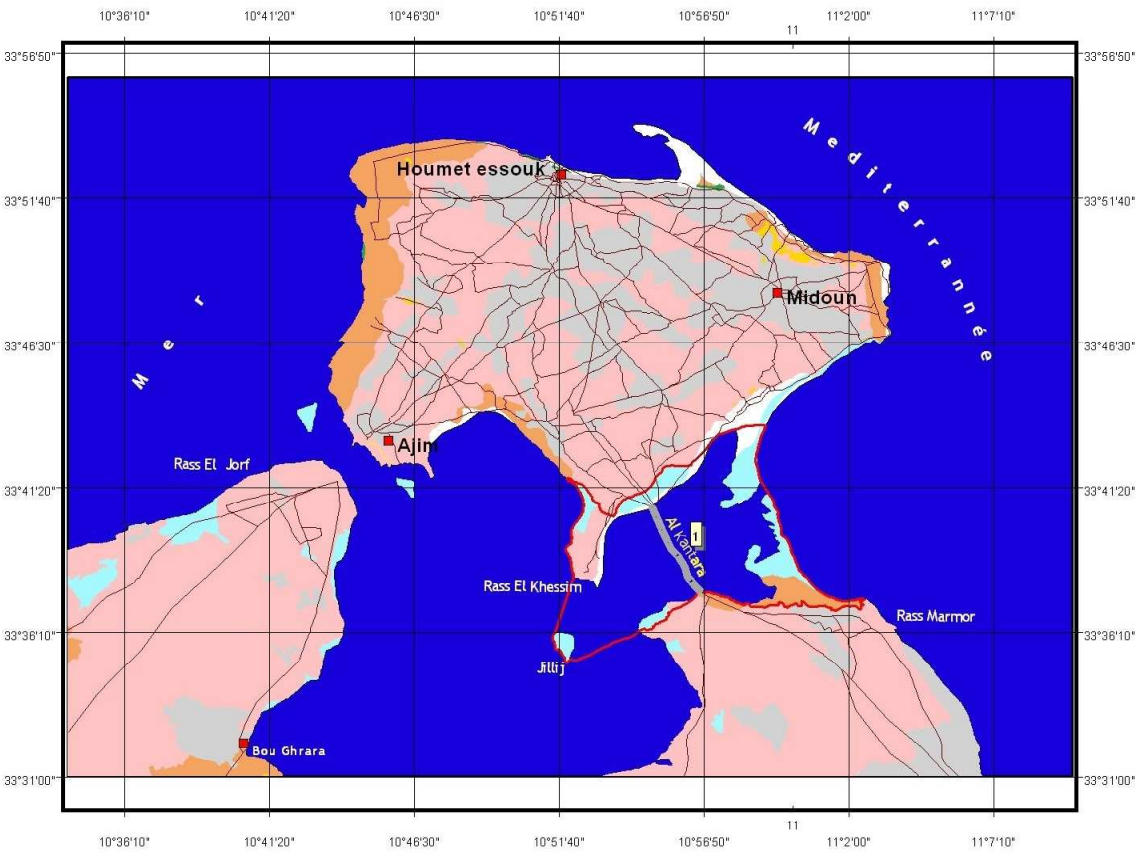 10°36'10" 10°41'20" 10°46'30" 10°51'40" 10°56'50" 11 11°2'00" 11°7'10"
33°56'50" 33°56'50"
Mer Mediterrannée
Houmet essouk
33°51'40" 33°51'40"
Midoun
33°46'30" 33°46'30"
Ajim
Rass El Jorf
33°41'20" 33°41'20"
Al Kantara
1
Rass El Khessim
Rass Marmor
33°36'10" 33°36'10"
Jillij
Bou Ghrara
33°31'00" 33°31'00"
10°36'10" 10°41'20" 10°46'30" 10°51'40" 10°56'50" 11 11°2'00" 11°7'10"